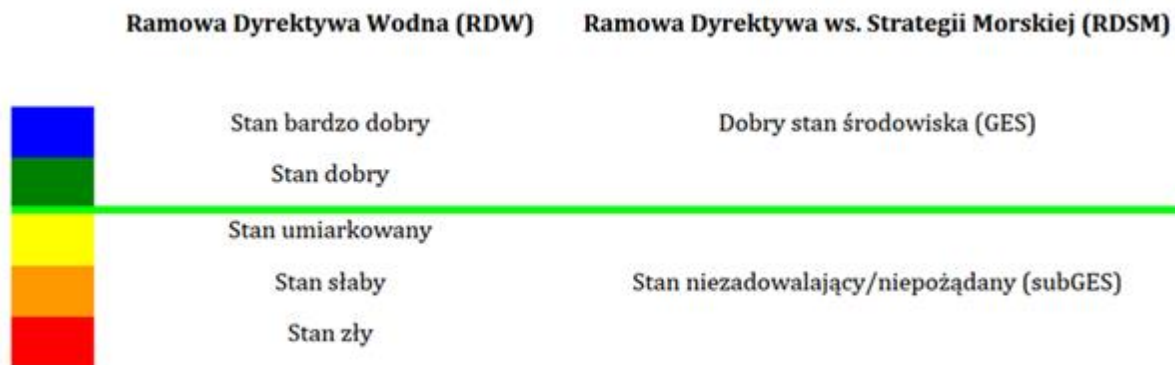 Ramowa Dyrektywa Wodna (RDW) Ramowa Dyrektywa ws. Strategii Morskiej (RDSM)
Stan bardzo dobry Dobry stan środowiska (GES)
Stan dobry
Stan umiarkowany
Stan słaby Stan niezadowalający/niepożądany (subGES)
Stan zły